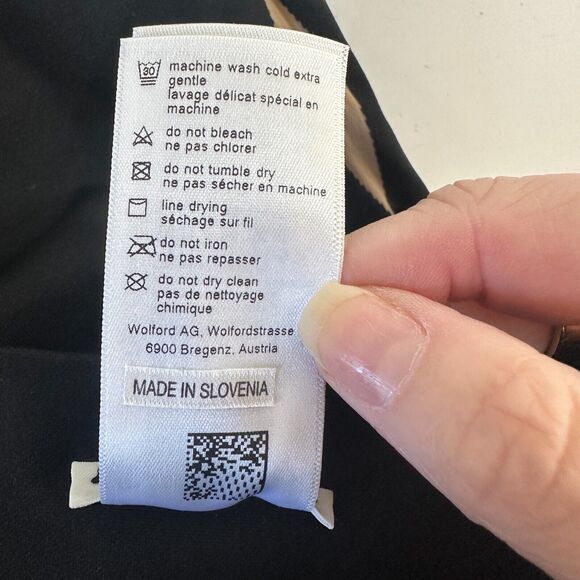 30
machine wash cold extra
gentle
lavage délicat spécial en
machine
do not bleach
ne pas chlorer
do not tumble dry
ne pas sécher en machine
line drying
séchage sur fil
do not iron
ne pas repasser
do not dry clean
pas de nettoyage
chimique
Wolford AG, Wolfordstrasse
6900 Bregenz, Austria
MADE IN SLOVENIA